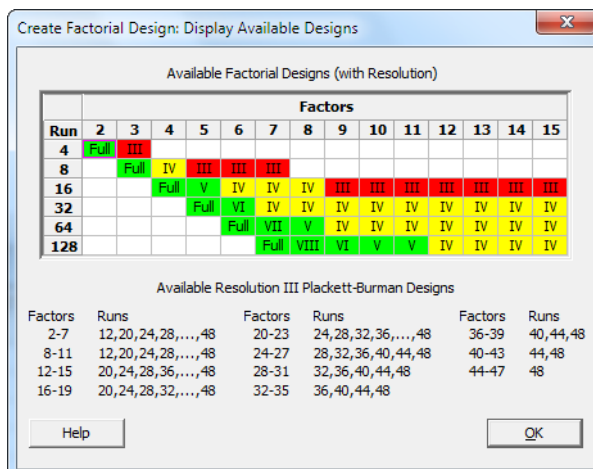 Create Factorial Design: Display Available Designs
Available Factorial Designs (with Resolution)
Factors
Run 2 3 4 5 6 7 8 9 10 11 12 13 14 15
4 Full III
8 Full IV III III III
16 Full V IV IV IV III III III III III III III
32 Full VI IV IV IV IV IV IV IV IV IV
64 Full VII V IV IV IV IV IV IV IV
128 Full VIII VI V V IV IV IV IV
Available Resolution III Plackett-Burman Designs
Factors Runs Factors Runs Factors Runs
2-7 12,20,24,28,...,48 20-23 24,28,32,36,...,48 36-39 40,44,48
8-11 12,20,24,28,...,48 24-27 28,32,36,40,44,48 40-43 44,48
12-15 20,24,28,36,...,48 28-31 32,36,40,44,48 44-47 48
16-19 20,24,28,32,...,48 32-35 36,40,44,48
Help OK